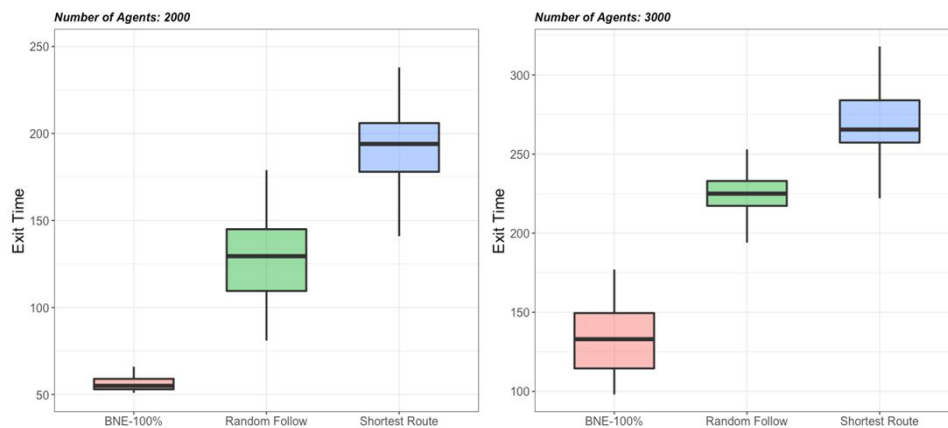 Number of Agents: 2000
Exit Time
250
200
150
100
50
BNE-100%
Random Follow
Shortest Route
Number of Agents: 3000
Exit Time
300
250
200
150
100
BNE-100%
Random Follow
Shortest Route